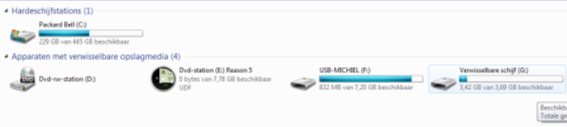 Hardeschijfstations (1)
Packard Bell (C:)
229 GB van 445 GB beschikbaar
Apparaten met verwisselbare opslagmedia (4)
Dvd-rw-station (D:)
Dvd-station (E:) Reason 5
0 bytes van 7,78 GB beschikbaar
UDF
USB-MICHIEL (F:)
832 MB van 7,20 GB beschikbaar
Verwisselbare schijf (G:)
3,42 GB van 3,69 GB beschikbaar
Beschikb
Totale gr